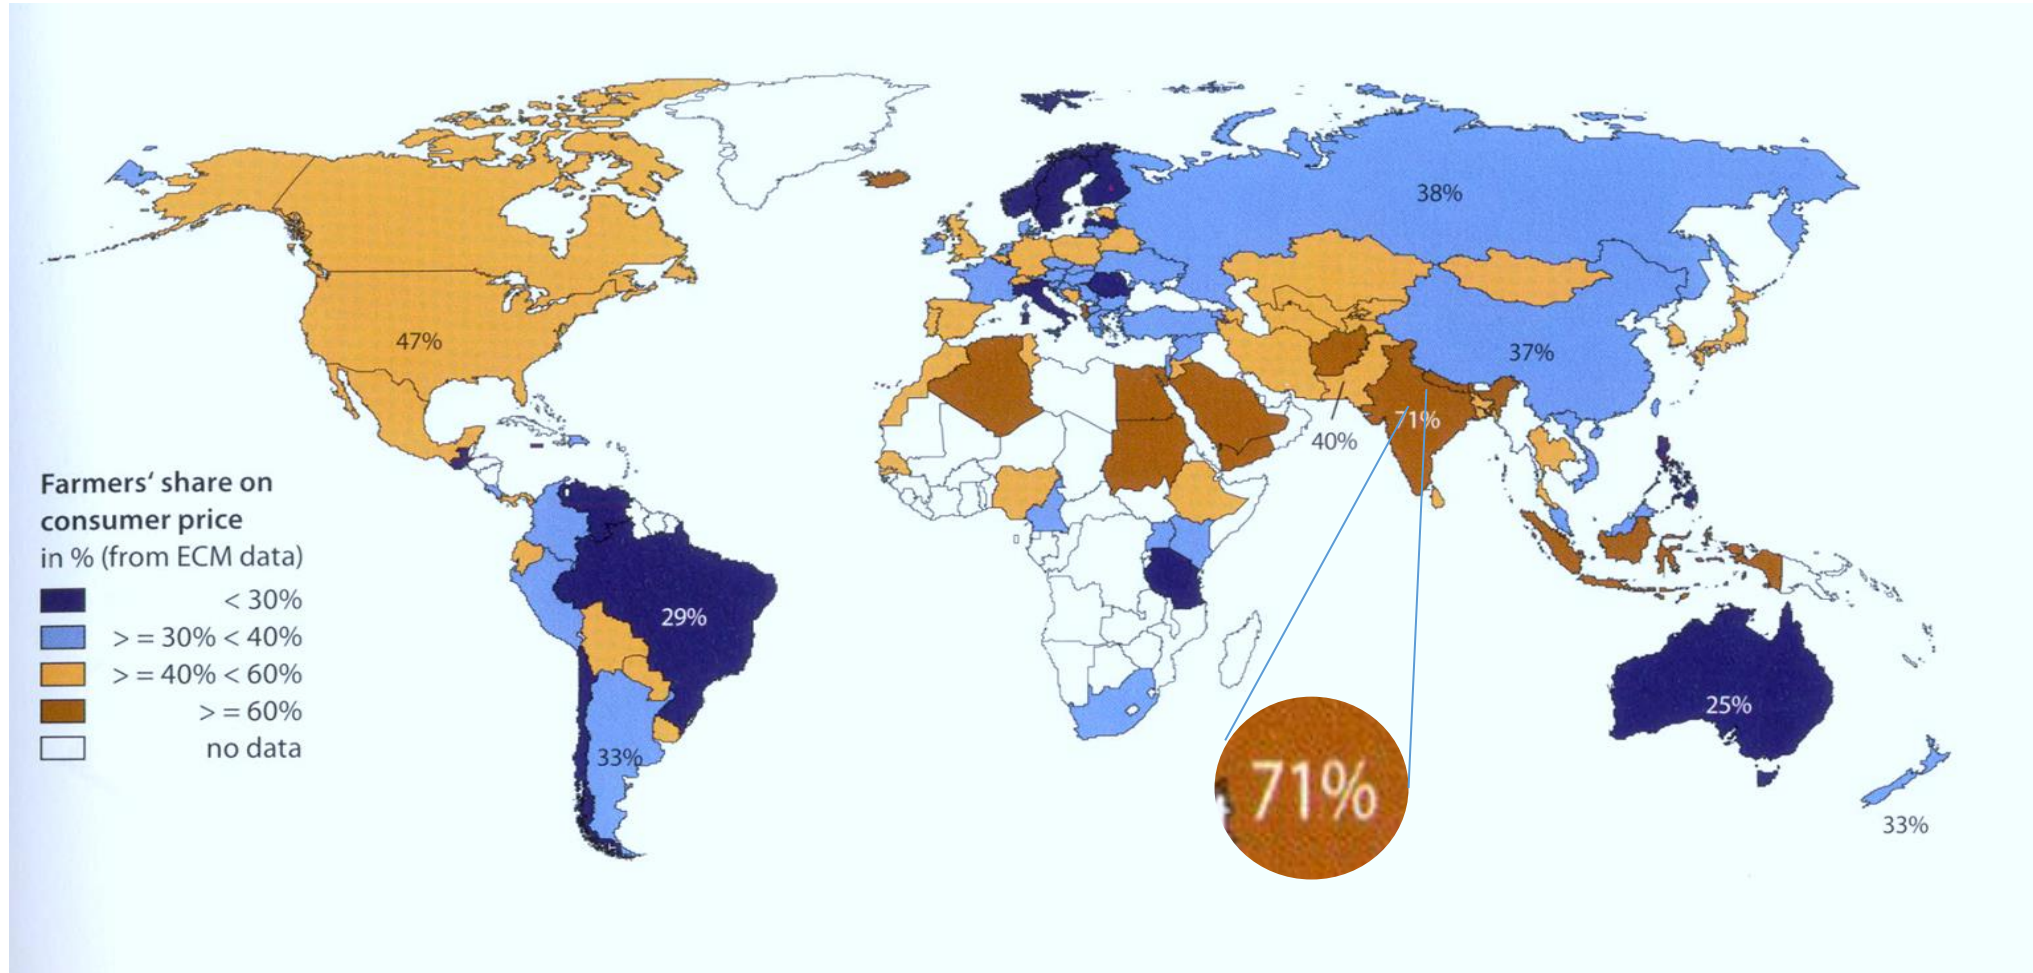 Farmers‘ share on
consumer price
in % (from ECM data)
< 30%
> = 30% < 40%
> = 40% < 60%
> = 60%
no data
47%
29%
33%
38%
37%
71%
40%
25%
33%
71%